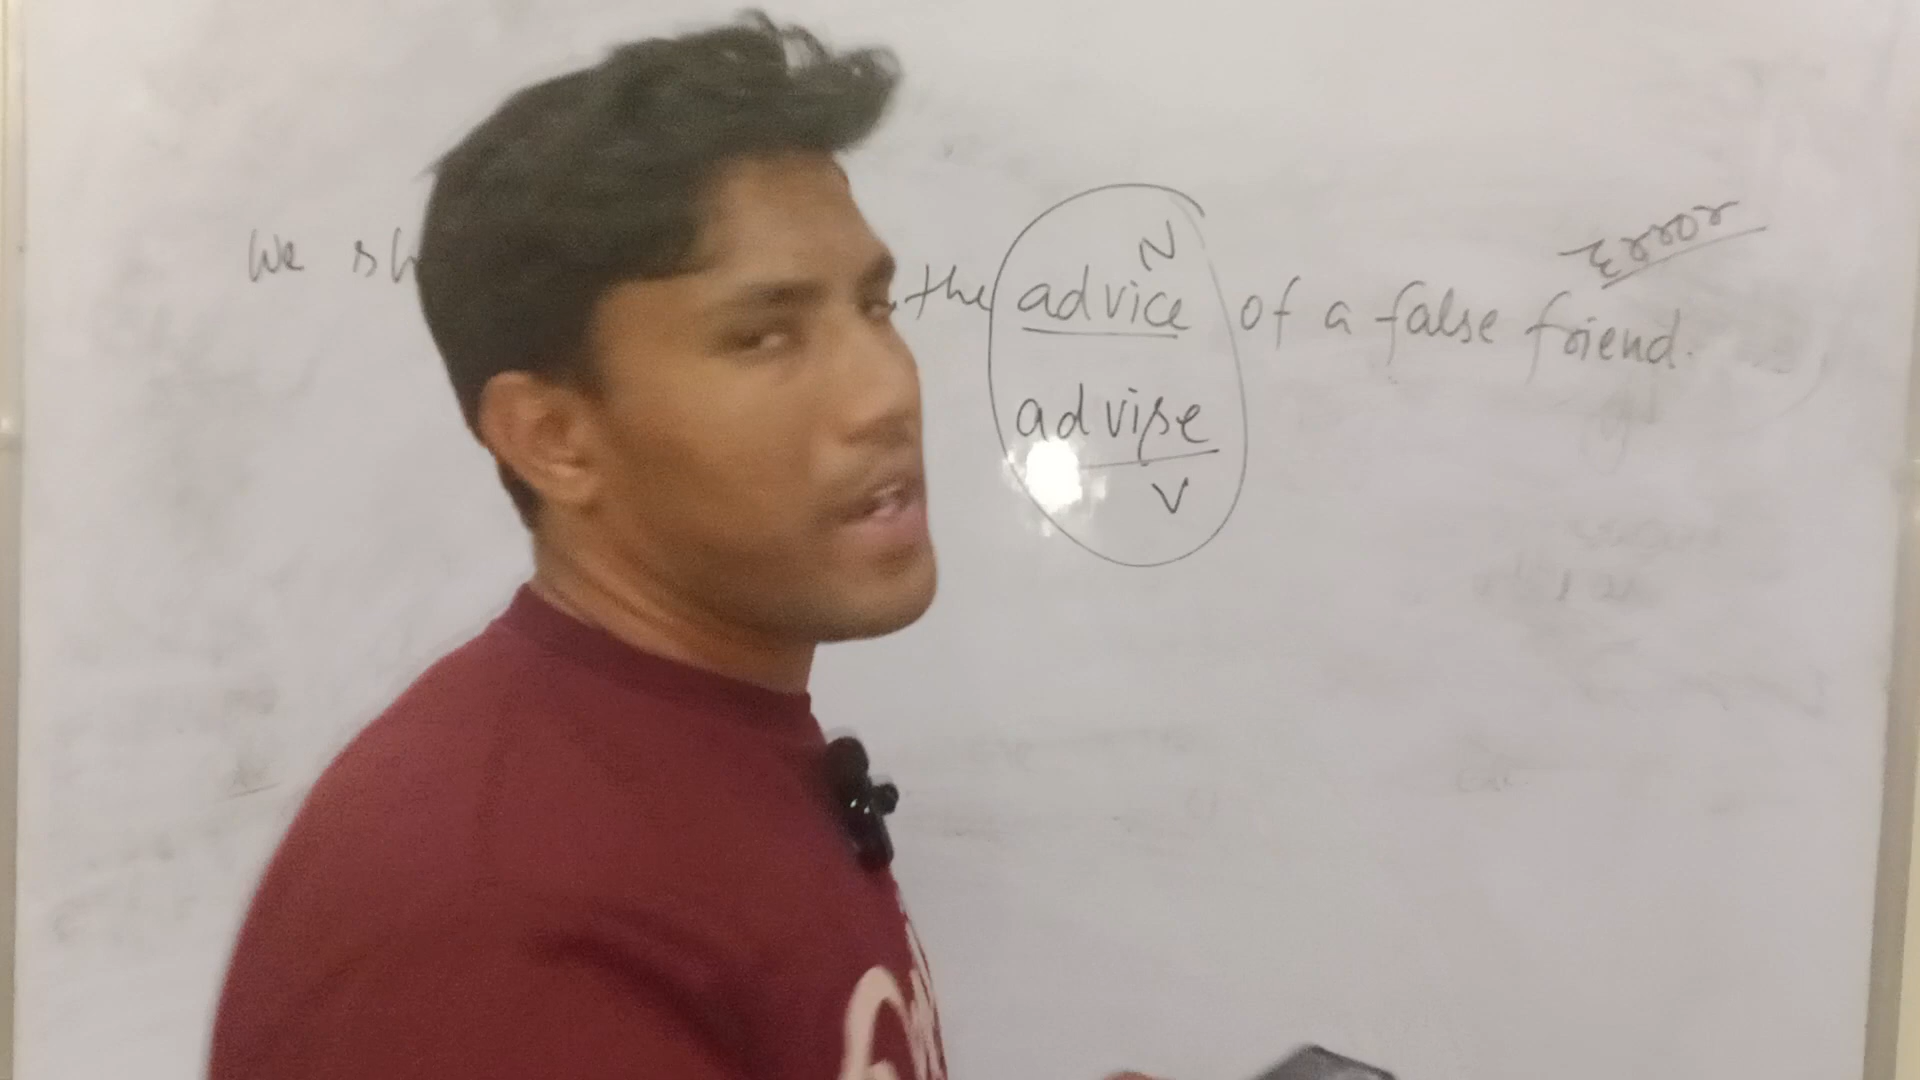 Error
We sh the advice of a false friend.
N
advise
V